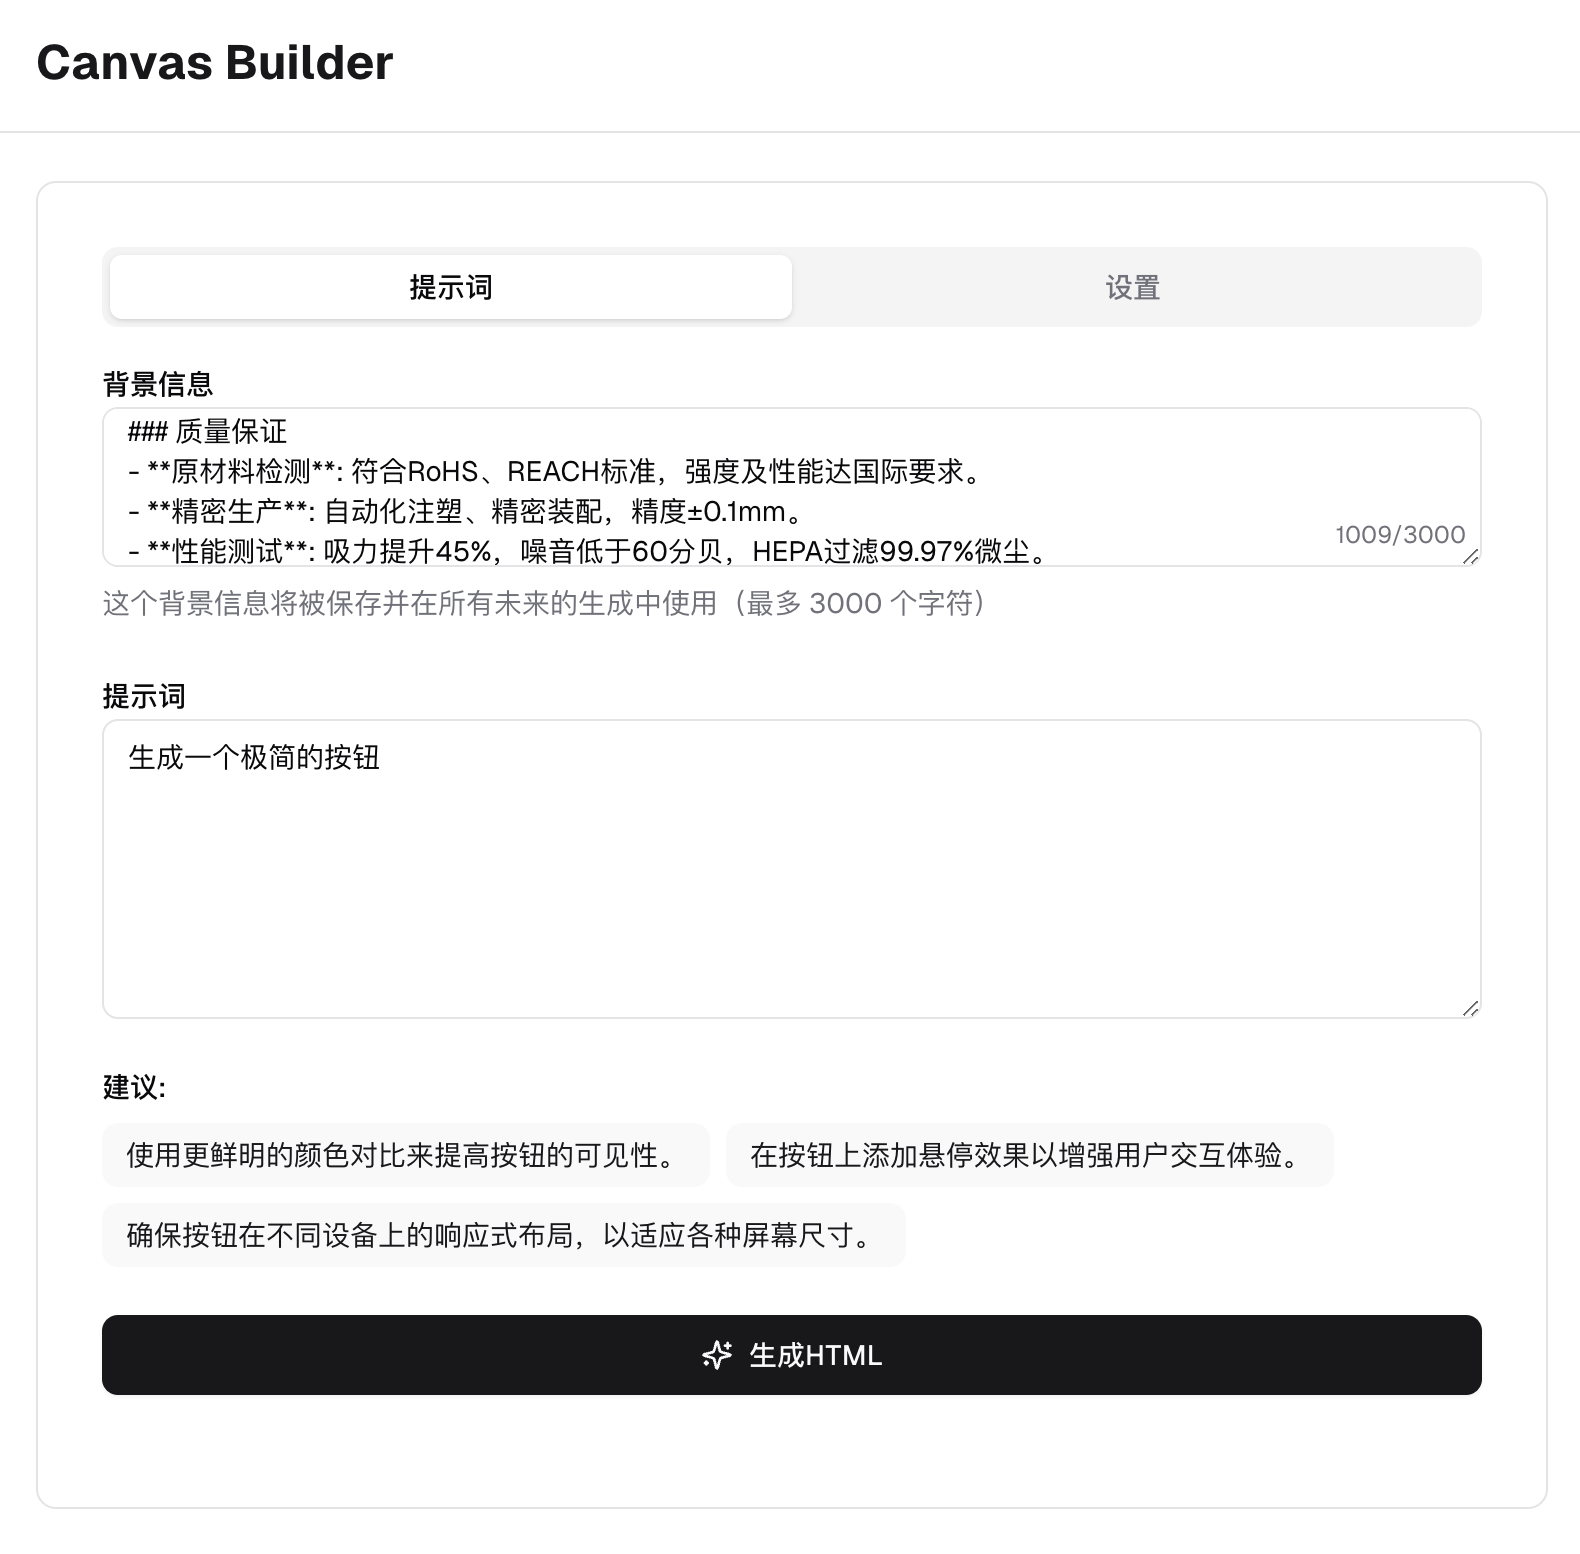 Canvas Builder
提示词
设置
背景信息
### 质量保证
- **原材料检测**: 符合RoHS、REACH标准，强度及性能达国际要求。
- **精密生产**: 自动化注塑、精密装配，精度±0.1mm。
- **性能测试**: 吸力提升45%，噪音低于60分贝，HEPA过滤99.97%微尘。
1009/3000
这个背景信息将被保存并在所有未来的生成中使用（最多 3000 个字符）
提示词
生成一个极简的按钮
建议:
使用更鲜明的颜色对比来提高按钮的可见性。
在按钮上添加悬停效果以增强用户交互体验。
确保按钮在不同设备上的响应式布局，以适应各种屏幕尺寸。
生成HTML